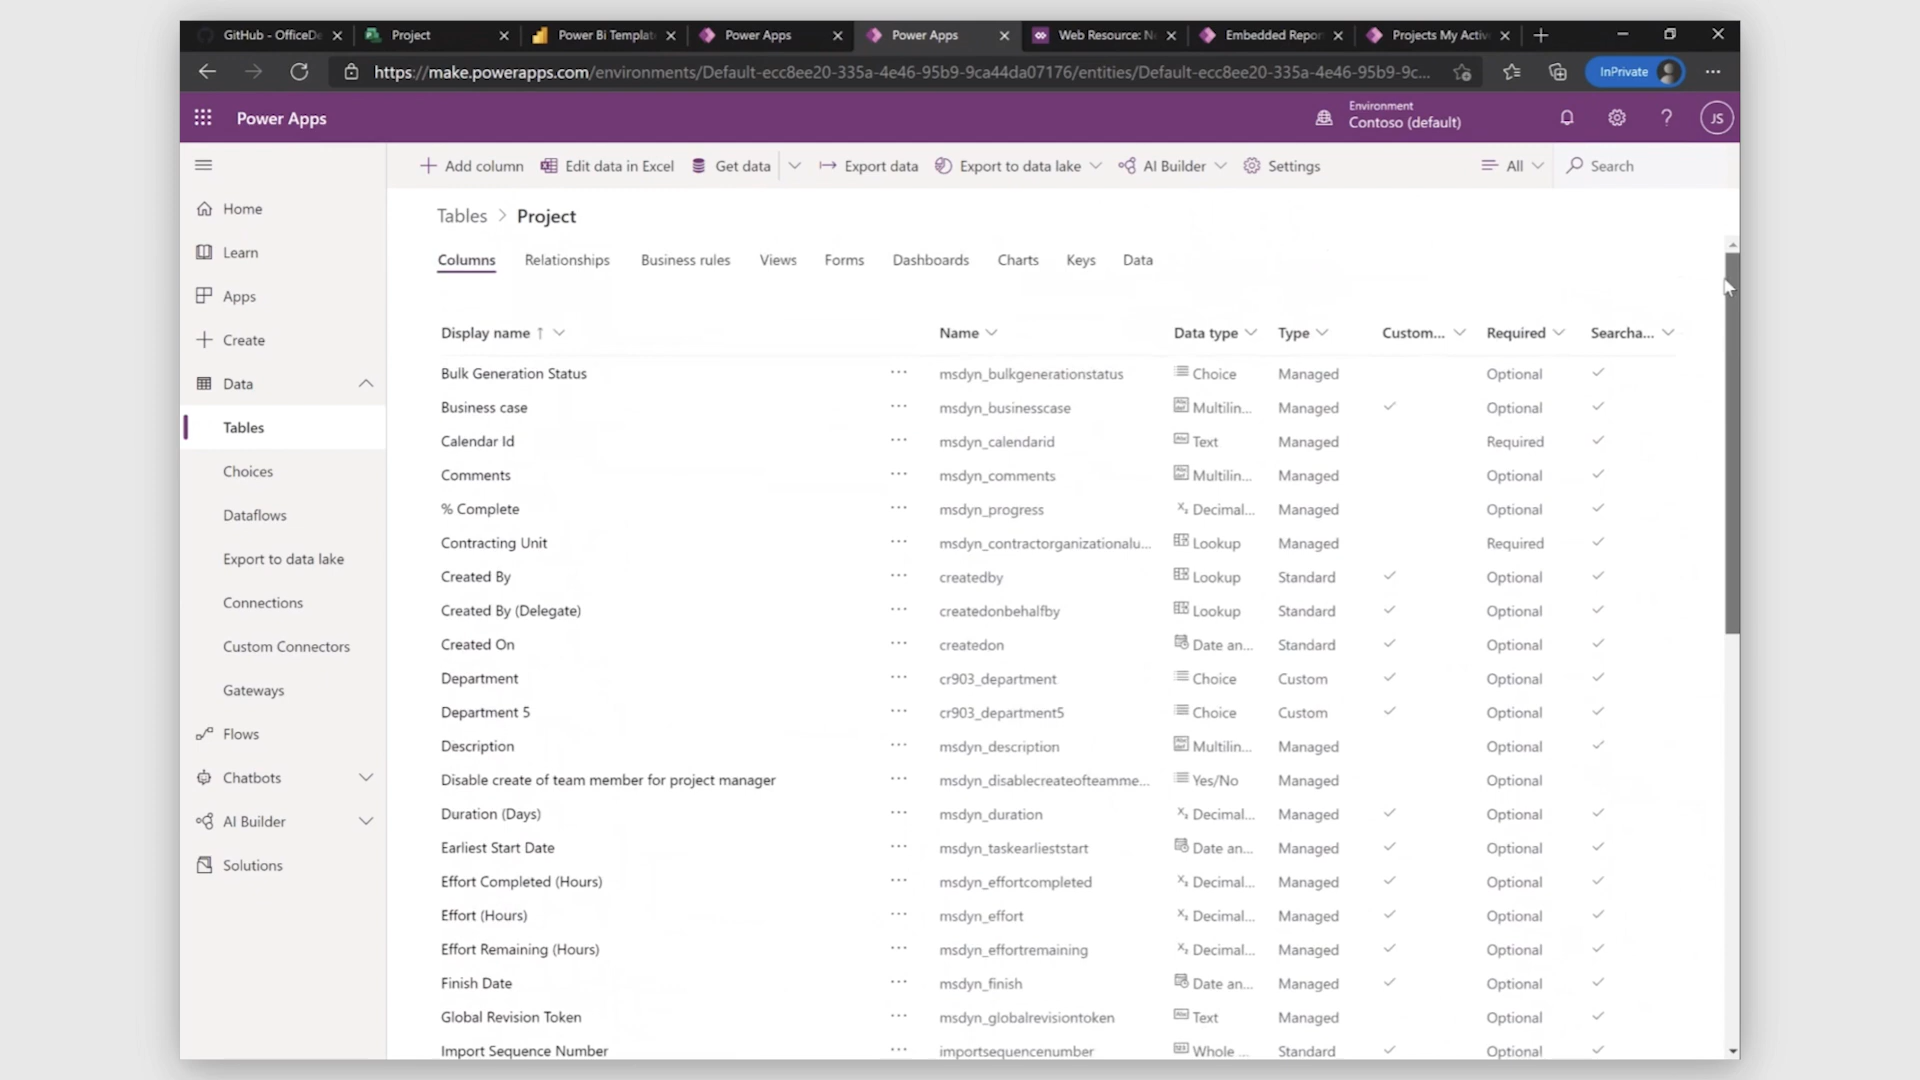 GitHub - OfficeDe
Project
Power Bi Templat
Power Apps
Power Apps
Web Resource: N
Embedded Repor
Projects My Activ
https://make.powerapps.com/environments/Default-ecc8ee20-335a-4e46-95b9-9ca44da07176/entities/Default-ecc8ee20-335a-4e46-95b9-9c...
InPrivate
Power Apps
Environment
Contoso (default)
JS
Add column
Edit data in Excel
Get data
Export data
Export to data lake
AI Builder
Settings
All
Search
Home
Learn
Apps
Create
Data
Tables
Choices
Dataflows
Export to data lake
Connections
Custom Connectors
Gateways
Flows
Chatbots
AI Builder
Solutions
Tables > Project
Columns Relationships Business rules Views Forms Dashboards Charts Keys Data
Display name ↑ Name Data type Type Custom... Required Searcha...
Bulk Generation Status ... msdyn_bulkgenerationstatus Choice Managed Optional
Business case ... msdyn_businesscase Multilin... Managed Optional
Calendar Id ... msdyn_calendarid Text Managed Required
Comments ... msdyn_comments Multilin... Managed Optional
% Complete ... msdyn_progress Decimal... Managed Optional
Contracting Unit ... msdyn_contractorganizationalu... Lookup Managed Required
Created By ... createdby Lookup Standard Optional
Created By (Delegate) ... createdonbehalfby Lookup Standard Optional
Created On ... createdon Date an... Standard Optional
Department ... cr903_department Choice Custom Optional
Department 5 ... cr903_department5 Choice Custom Optional
Description ... msdyn_description Multilin... Managed Optional
Disable create of team member for project manager ... msdyn_disablecreateofteamme... Yes/No Managed Optional
Duration (Days) ... msdyn_duration Decimal... Managed Optional
Earliest Start Date ... msdyn_taskearlieststart Date an... Managed Optional
Effort Completed (Hours) ... msdyn_effortcompleted Decimal... Managed Optional
Effort (Hours) ... msdyn_effort Decimal... Managed Optional
Effort Remaining (Hours) ... msdyn_effortremaining Decimal... Managed Optional
Finish Date ... msdyn_finish Date an... Managed Optional
Global Revision Token ... msdyn_globalrevisiontoken Text Managed Optional
Import Sequence Number ... importsequencenumber Whole ... Standard Optional